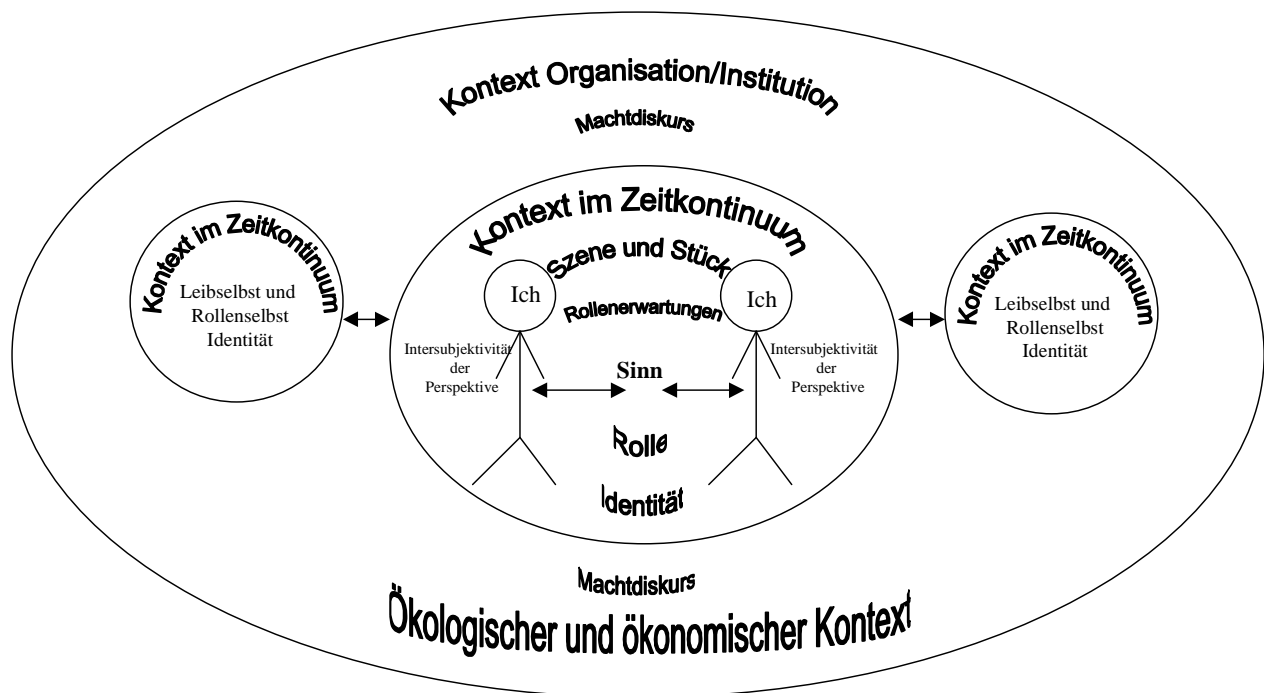 Kontext Organisation/Institution
Machtdiskurs
Kontext im Zeitkontinuum
Leibselbst und
Rollenselbst
Identität
Kontext im Zeitkontinuum
Szene und Stück
Ich
Ich
Rollenerwartungen
Intersubjektivität
der
Perspektive
Sinn
Intersubjektivität
der
Perspektive
Rolle
Identität
Kontext im Zeitkontinuum
Leibselbst und
Rollenselbst
Identität
Machtdiskurs
Ökologischer und ökonomischer Kontext